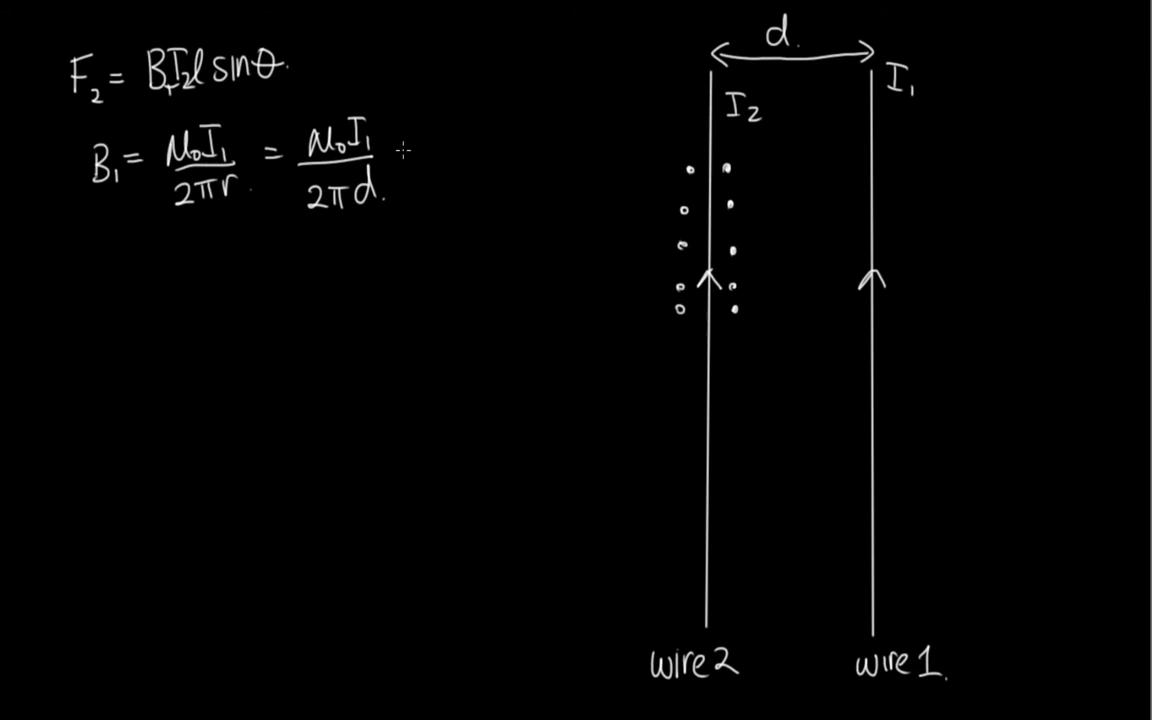 F₂ = B₁I₂l sinθ.
B₁ = μ₀I₁/2πr. = μ₀I₁/2πd.
d.
I₁
I₂
wire 2
wire 1.